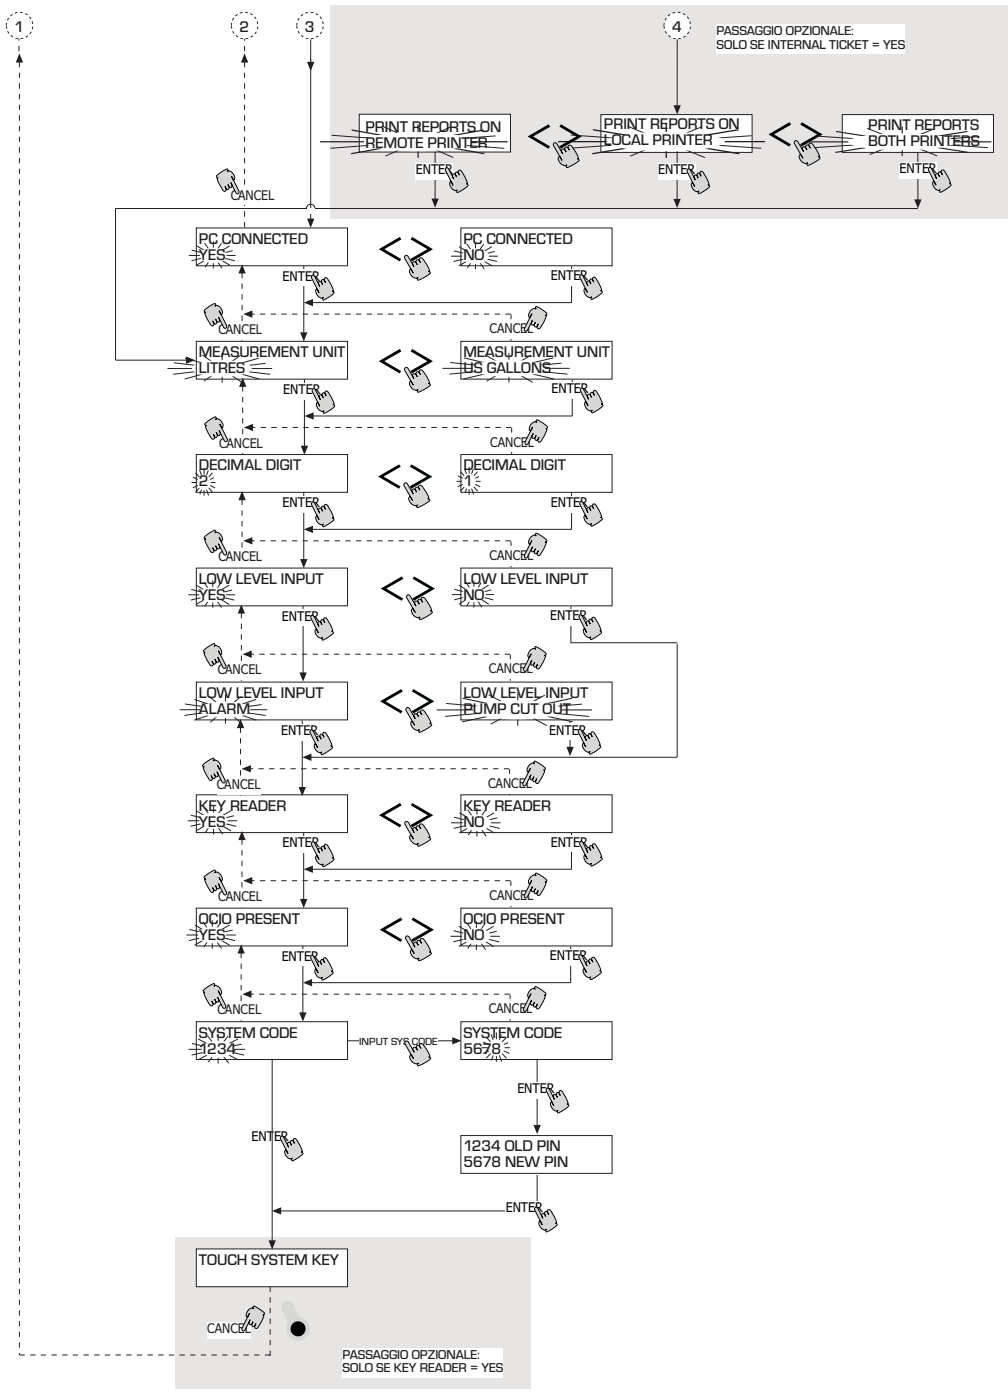 1
2
3
4
PASSAGGIO OPZIONALE:
SOLO SE INTERNAL TICKET = YES
PRINT REPORTS ON
REMOTE PRINTER
PRINT REPORTS ON
LOCAL PRINTER
PRINT REPORTS
BOTH PRINTERS
ENTER
ENTER
ENTER
CANCEL
PC CONNECTED
YES
PC CONNECTED
NO
ENTER
ENTER
CANCEL
CANCEL
MEASUREMENT UNIT
LITRES
MEASUREMENT UNIT
US GALLONS
ENTER
ENTER
CANCEL
CANCEL
DECIMAL DIGIT
2
DECIMAL DIGIT
1
ENTER
ENTER
CANCEL
CANCEL
LOW LEVEL INPUT
YES
LOW LEVEL INPUT
NO
ENTER
ENTER
CANCEL
CANCEL
LOW LEVEL INPUT
ALARM
LOW LEVEL INPUT
PUMP CUT OUT
ENTER
ENTER
CANCEL
CANCEL
KEY READER
YES
KEY READER
NO
ENTER
ENTER
CANCEL
CANCEL
OCIO PRESENT
YES
OCIO PRESENT
NO
ENTER
ENTER
CANCEL
CANCEL
SYSTEM CODE
1234
INPUT SYS CODE
SYSTEM CODE
5678
ENTER
ENTER
1234 OLD PIN
5678 NEW PIN
ENTER
TOUCH SYSTEM KEY
CANCEL
PASSAGGIO OPZIONALE:
SOLO SE KEY READER = YES